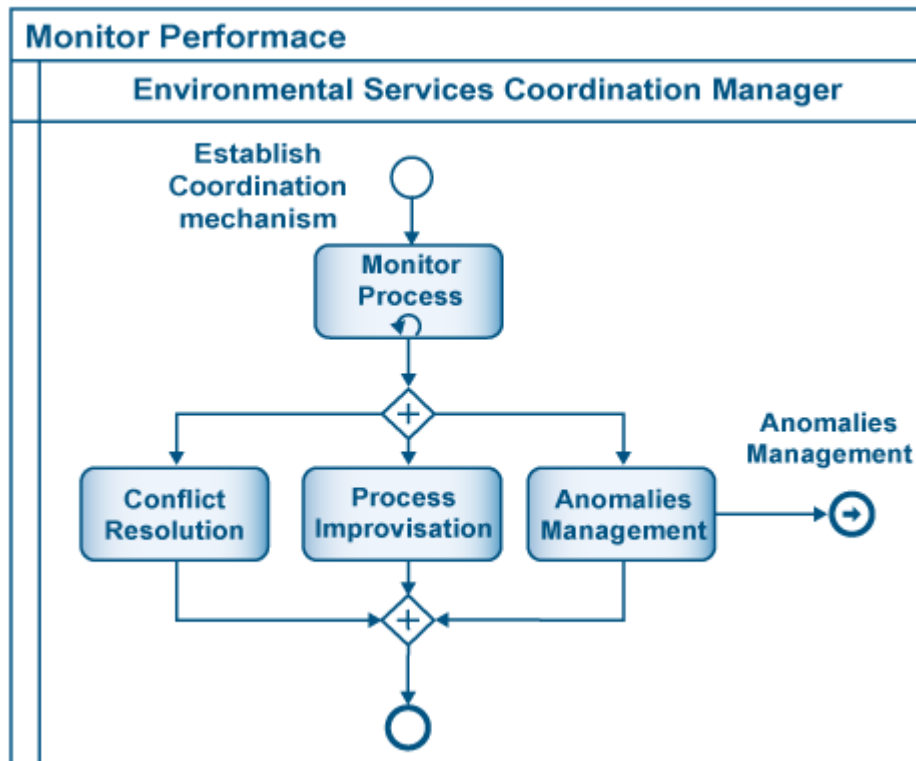 Monitor Performace
Environmental Services Coordination Manager
Establish
Coordination
mechanism
Monitor
Process
Conflict
Resolution
Process
Improvisation
Anomalies
Management
Anomalies
Management